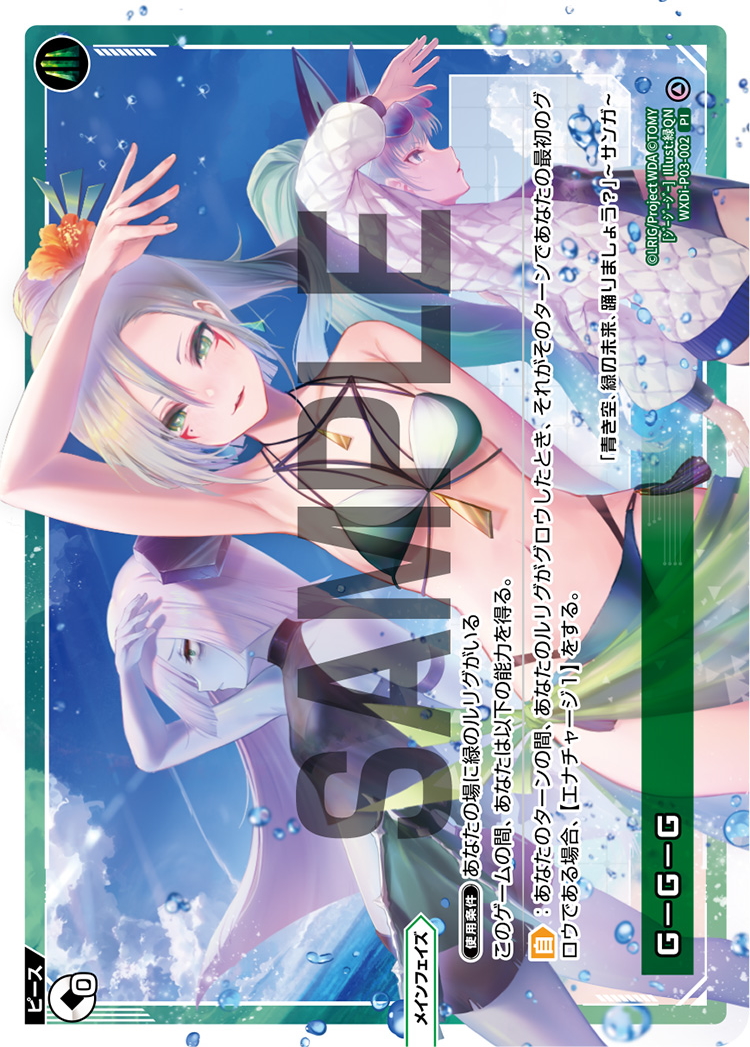 ピース
0
SAMPLE
メインフェイズ
使用条件 あなたの場に緑のルリグがいる
このゲームの間、あなたは以下の能力を得る。
自：あなたのターンの間、あなたのルリグがグロウしたとき、それがそのターンであなたの最初のグ
ロウである場合、【エナチャージ１】をする。
「青き空、緑の未来、踊りましょう？」～サンガ～
G－G－G
©LRIG/Project WDA ©TOMY
[ｼﾞｰｼﾞｰｼﾞｰ] Illust:緑QN
WXDi-P03-002 PI